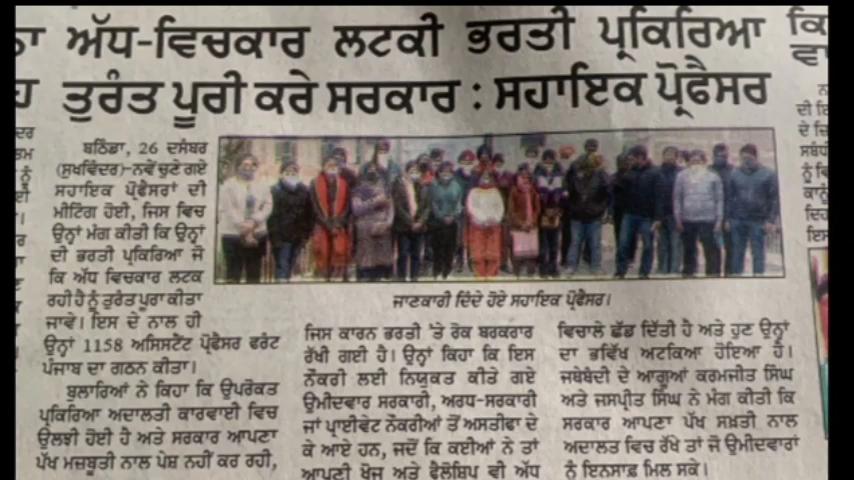 ਅੱਧ-ਵਿਚਕਾਰ ਲਟਕੀ ਭਰਤੀ ਪ੍ਰਕਿਰਿਆ
ਤੁਰੰਤ ਪੂਰੀ ਕਰੇ ਸਰਕਾਰ : ਸਹਾਇਕ ਪ੍ਰੋਫੈਸਰ
ਬਠਿੰਡਾ, 26 ਦਸੰਬਰ
(ਸੁਖਵਿੰਦਰ)-ਨਵੇਂ ਚੁਣੇ ਗਏ
ਸਹਾਇਕ ਪ੍ਰੋਫੈਸਰਾਂ ਦੀ
ਮੀਟਿੰਗ ਹੋਈ, ਜਿਸ ਵਿਚ
ਉਨ੍ਹਾਂ ਮੰਗ ਕੀਤੀ ਕਿ ਉਨ੍ਹਾਂ
ਦੀ ਭਰਤੀ ਪ੍ਰਕਿਰਿਆ ਜੋ
ਕਿ ਅੱਧ ਵਿਚਕਾਰ ਲਟਕ
ਰਹੀ ਹੈ ਨੂੰ ਤੁਰੰਤ ਪੂਰਾ ਕੀਤਾ
ਜਾਵੇ। ਇਸ ਦੇ ਨਾਲ ਹੀ
ਉਨ੍ਹਾਂ 1158 ਅਸਿਸਟੈਂਟ ਪ੍ਰੋਫੈਸਰ ਫਰੰਟ
ਪੰਜਾਬ ਦਾ ਗਠਨ ਕੀਤਾ।
ਬੁਲਾਰਿਆਂ ਨੇ ਕਿਹਾ ਕਿ ਉਪਰੋਕਤ
ਪ੍ਰਕਿਰਿਆ ਅਦਾਲਤੀ ਕਾਰਵਾਈ ਵਿਚ
ਉਲਝੀ ਹੋਈ ਹੈ ਅਤੇ ਸਰਕਾਰ ਆਪਣਾ
ਪੱਖ ਮਜ਼ਬੂਤੀ ਨਾਲ ਪੇਸ਼ ਨਹੀਂ ਕਰ ਰਹੀ,
ਜਾਣਕਾਰੀ ਦਿੰਦੇ ਹੋਏ ਸਹਾਇਕ ਪ੍ਰੋਫੈਸਰ।
ਜਿਸ ਕਾਰਨ ਭਰਤੀ 'ਤੇ ਰੋਕ ਬਰਕਰਾਰ
ਰੱਖੀ ਗਈ ਹੈ। ਉਨ੍ਹਾਂ ਕਿਹਾ ਕਿ ਇਸ
ਨੌਕਰੀ ਲਈ ਨਿਯੁਕਤ ਕੀਤੇ ਗਏ
ਉਮੀਦਵਾਰ ਸਰਕਾਰੀ, ਅਰਧ-ਸਰਕਾਰੀ
ਜਾਂ ਪ੍ਰਾਈਵੇਟ ਨੌਕਰੀਆਂ ਤੋਂ ਅਸਤੀਫਾ ਦੇ
ਕੇ ਆਏ ਹਨ, ਜਦੋਂ ਕਿ ਕਈਆਂ ਨੇ ਤਾਂ
ਆਪਣੀ ਖੋਜ ਅਤੇ ਫੈਲੋਸ਼ਿਪ ਵੀ ਅੱਧ
ਵਿਚਾਲੇ ਛੱਡ ਦਿੱਤੀ ਹੈ ਅਤੇ ਹੁਣ ਉਨ੍ਹਾਂ
ਦਾ ਭਵਿੱਖ ਅਟਕਿਆ ਹੋਇਆ ਹੈ।
ਜਥੇਬੰਦੀ ਦੇ ਆਗੂਆਂ ਕਰਮਜੀਤ ਸਿੰਘ
ਅਤੇ ਜਸਪ੍ਰੀਤ ਸਿੰਘ ਨੇ ਮੰਗ ਕੀਤੀ ਕਿ
ਸਰਕਾਰ ਆਪਣਾ ਪੱਖ ਸਖ਼ਤੀ ਨਾਲ
ਅਦਾਲਤ ਵਿਚ ਰੱਖੇ ਤਾਂ ਜੋ ਉਮੀਦਵਾਰਾਂ
ਨੂੰ ਇਨਸਾਫ਼ ਮਿਲ ਸਕੇ।